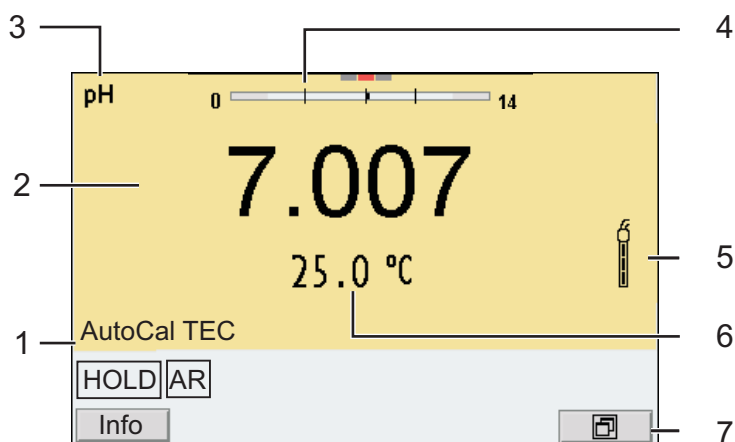 3 4
pH 0 14
2 7.007
25.0 °C 5
1 AutoCal TEC 6
HOLD AR
Info 7